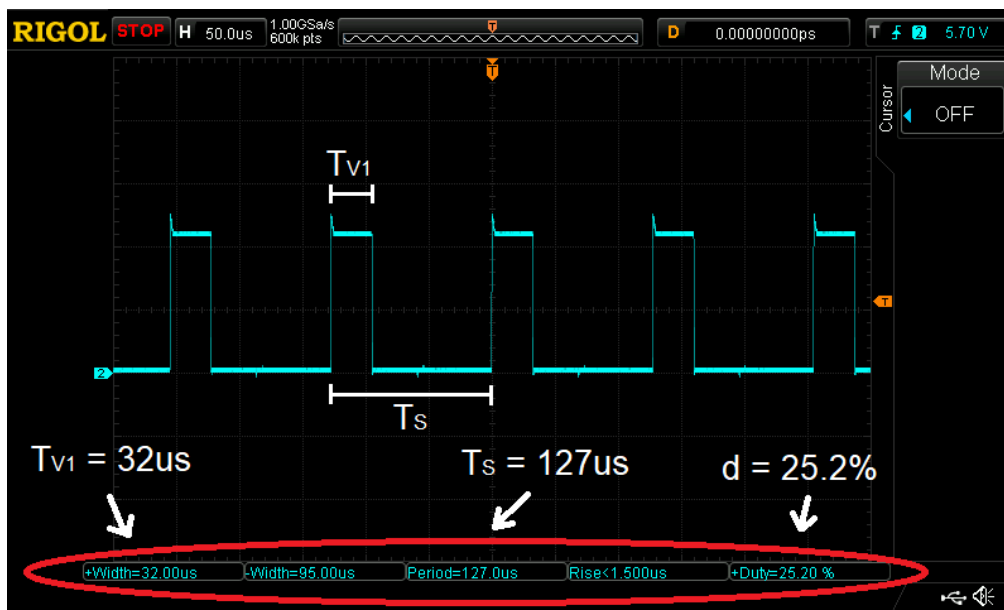 RIGOL STOP H 50.0us 1.00GSa/s 600k pts T D 0.00000000ps T 2 5.70 V
T
Mode
Cursor
OFF
TV1
T
2
TS
TV1 = 32us TS = 127us d = 25.2%
+Width=32.00us -Width=95.00us Period=127.0us Rise<1.500us +Duty=25.20 %